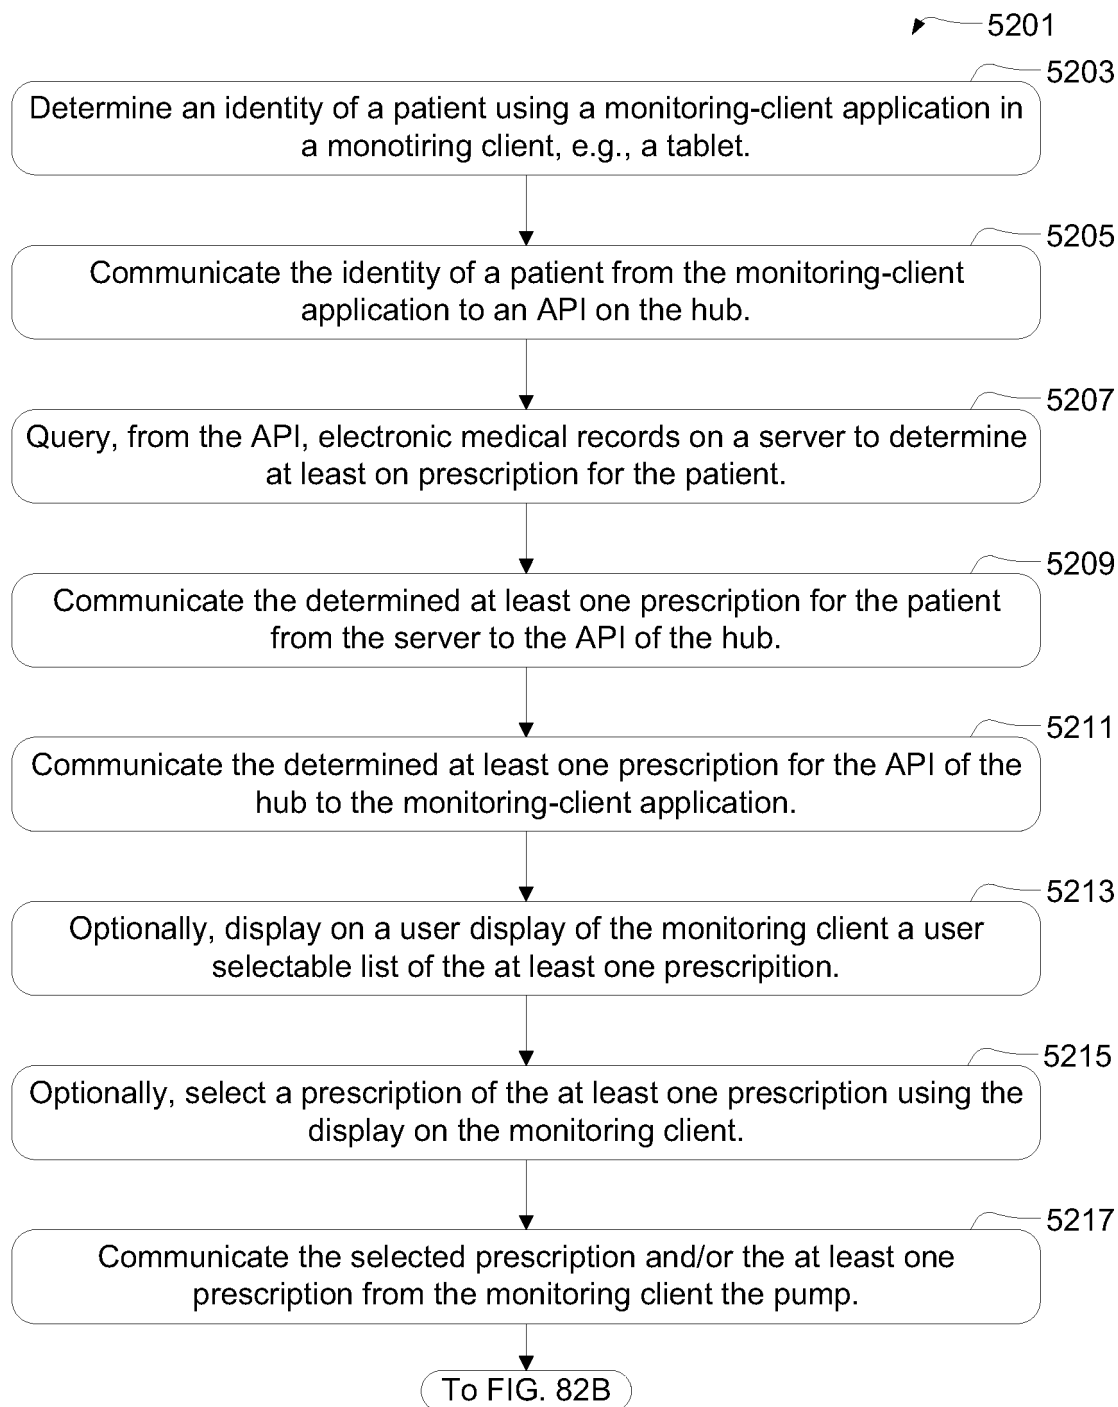 5201
5203
Determine an identity of a patient using a monitoring-client application in
a monotiring client, e.g., a tablet.
5205
Communicate the identity of a patient from the monitoring-client
application to an API on the hub.
5207
Query, from the API, electronic medical records on a server to determine
at least on prescription for the patient.
5209
Communicate the determined at least one prescription for the patient
from the server to the API of the hub.
5211
Communicate the determined at least one prescription for the API of the
hub to the monitoring-client application.
5213
Optionally, display on a user display of the monitoring client a user
selectable list of the at least one prescripition.
5215
Optionally, select a prescription of the at least one prescription using the
display on the monitoring client.
5217
Communicate the selected prescription and/or the at least one
prescription from the monitoring client the pump.
To FIG. 82B